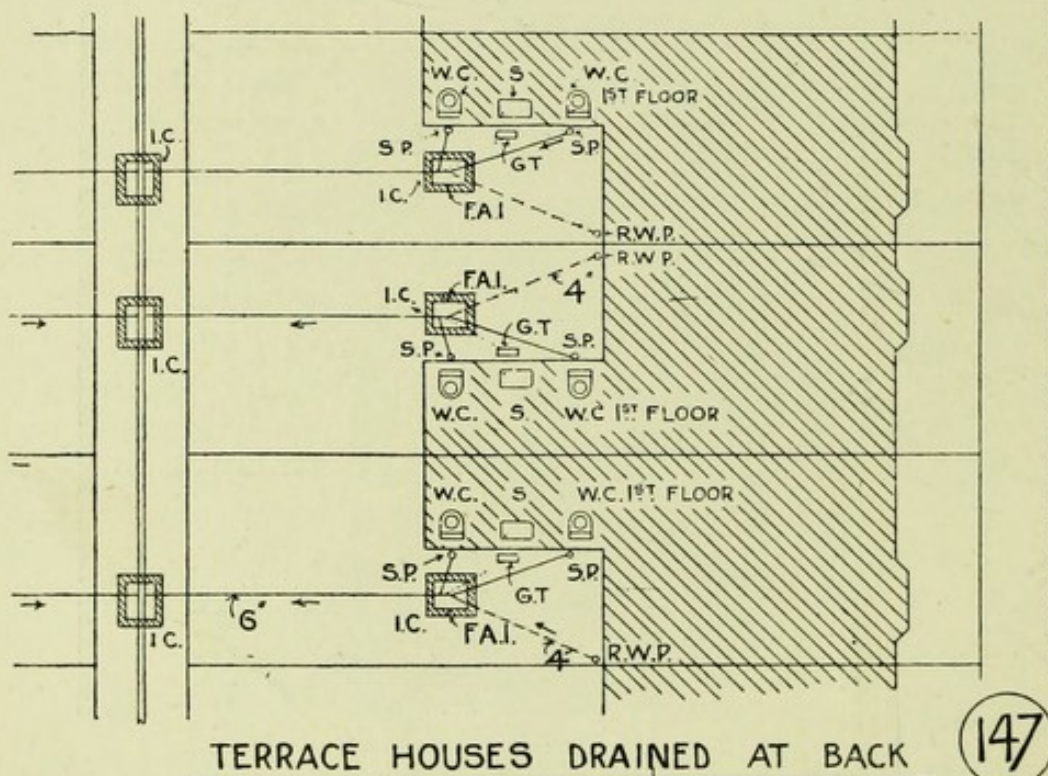 W.C. S W.C
1ST FLOOR
I.C.
S.P. G.T S.P.
I.C. F.A.I
R.W.P.
R.W.P.
F.A.I. 4"
I.C. G.T
S.P. S.P.
I.C.
W.C. S. W.C 1ST FLOOR
W.C. S. W.C. 1ST FLOOR
S.P. G.T S.P.
6" I.C. F.A.I.
I.C. 4" R.W.P.
TERRACE HOUSES DRAINED AT BACK
147